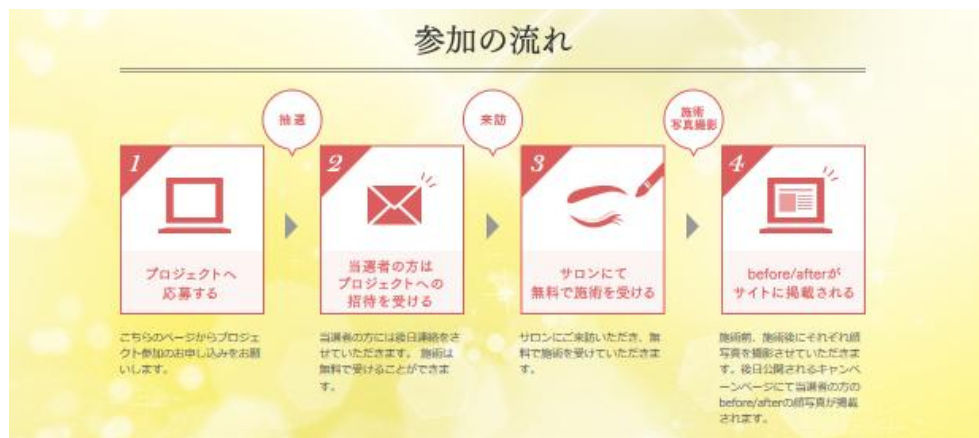 参加の流れ
抽選
来訪
施術
写真撮影
1
2
3
4
プロジェクトへ
応募する
当選者の方は
プロジェクトへの
招待を受ける
サロンにて
無料で施術を受ける
before/afterが
サイトに掲載される
こちらのページからプロジェ
クト参加のお申し込みをお願
いします。
当選者の方には後日連絡をさ
せていただきます。 施術は
無料で受けることができま
す。
サロンにご来訪いただき、無
料で施術を受けていただきま
す。
施術前、施術後にそれぞれ顔
写真を撮影させていただきま
す。後日公開されるキャンペ
ーンページにて当選者の方の
before/afterの顔写真が掲載
されます。